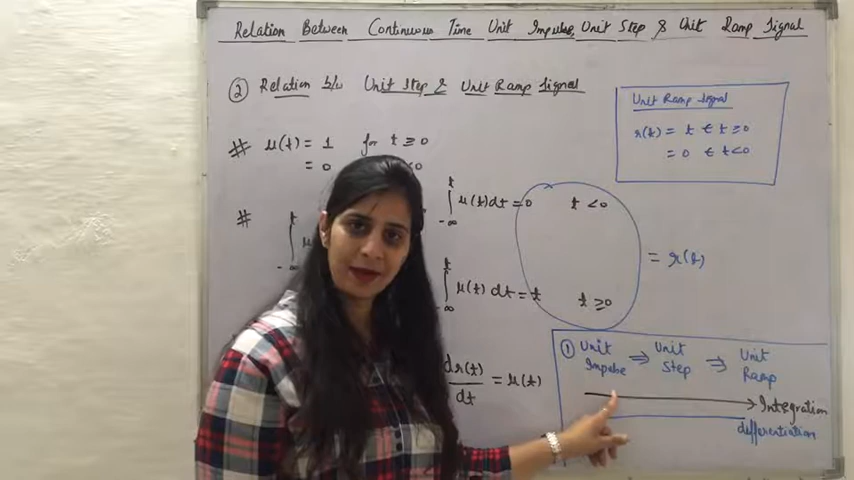 Relation Between Continuous Time Unit Impulse, Unit Step & Unit Ramp Signal
② Relation b/w Unit Step & Unit Ramp Signal
Unit Ramp Signal
r(t) = t & t≥0
= 0 & t<0
# u(t) = 1 for t ≥ 0
= 0 <0
# ∫ t -∞ u
∫ t -∞ u(t)dt = 0 t <0
∫ t -∞ u(t) dt = t t ≥0
= r(t)
dr(t)/dt = u(t)
① Unit Impulse ⇒ Unit Step ⇒ Unit Ramp
Integration
differentiation